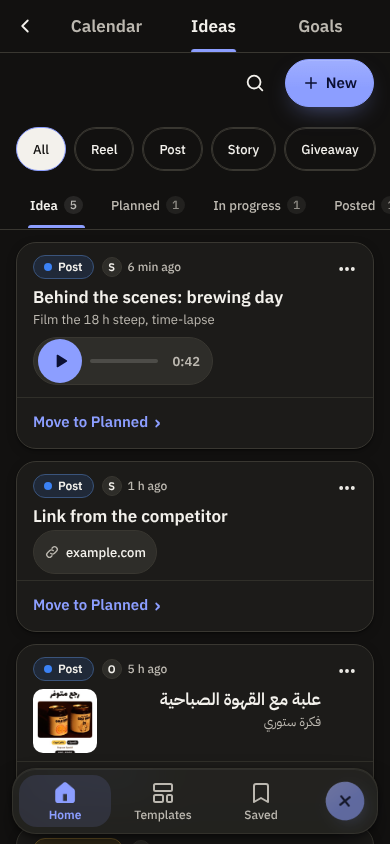 Calendar
Ideas
Goals
New
All
Reel
Post
Story
Giveaway
Idea 5
Planned 1
In progress 1
Posted
Post
S
6 min ago
Behind the scenes: brewing day
Film the 18 h steep, time-lapse
0:42
Move to Planned
Post
S
1 h ago
Link from the competitor
example.com
Move to Planned
Post
O
5 h ago
رجع متوفر
علبة مع القهوة الصباحية
فكرة ستوري
Home
Templates
Saved